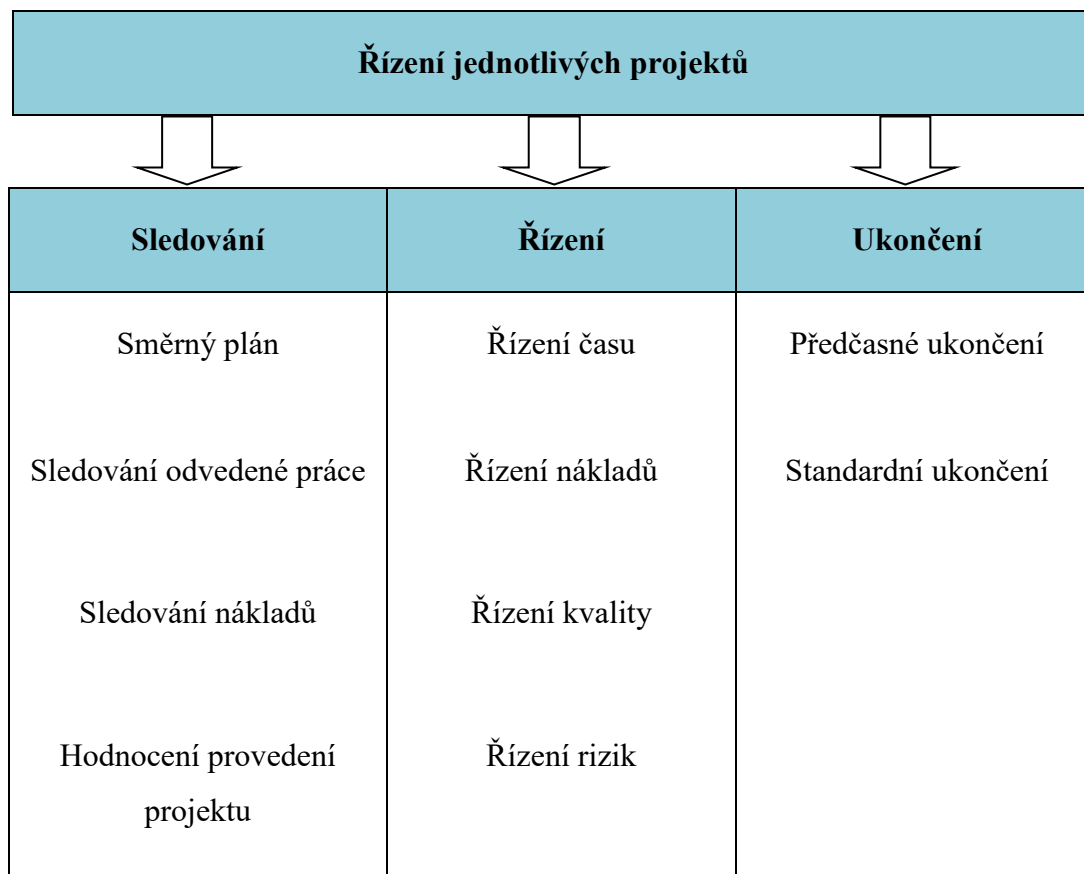 Řízení jednotlivých projektů
Sledování
Řízení
Ukončení
Směrný plán
Řízení času
Předčasné ukončení
Sledování odvedené práce
Řízení nákladů
Standardní ukončení
Sledování nákladů
Řízení kvality
Hodnocení provedení
projektu
Řízení rizik